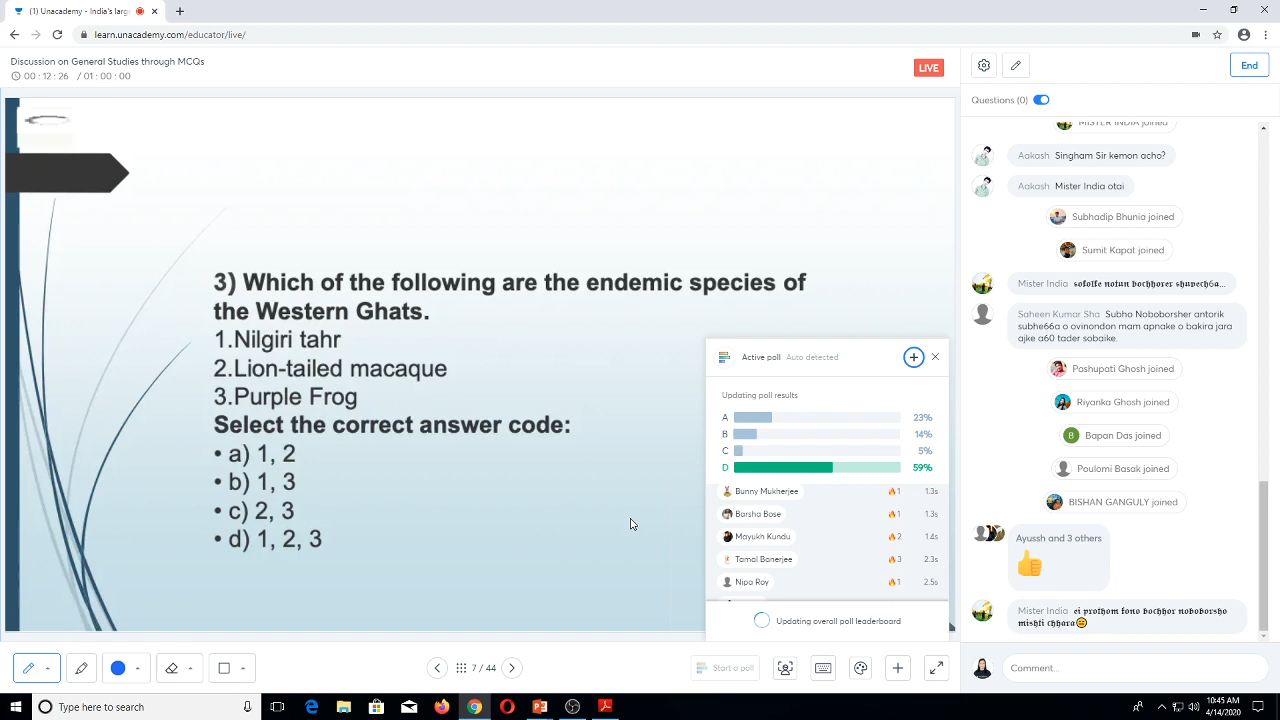 (1) Unacademy - India's larg
learn.unacademy.com/educator/live/
Discussion on General Studies through MCQs
00 : 12 : 26 / 01 : 00 : 00
LIVE
End
Questions (0)
3) Which of the following are the endemic species of
the Western Ghats.
1.Nilgiri tahr
2.Lion-tailed macaque
3.Purple Frog
Select the correct answer code:
• a) 1, 2
• b) 1, 3
• c) 2, 3
• d) 1, 2, 3
Active poll Auto detected
Updating poll results
A 23%
B 14%
C 5%
D 59%
Bunny Mukherjee 1 1.3s
Barsha Bose 1 1.3s
Mayukh Kundu 2 1.4s
Tamal Banerjee 3 2.3s
Nipa Roy 1 2.5s
Updating overall poll leaderboard
MISTER INDIA joined
Aakash Singham Sir kemon acho?
Aakash Mister India otai
Subhadip Bhunia joined
Sumit Kapat joined
Mister India 𝖘𝖔𝖐𝖔𝖑𝖐𝖊 𝖓𝖔𝖙𝖚𝖓 𝖇𝖔𝖈𝖍𝖍𝖔𝖗𝖊𝖗 𝖘𝖍𝖚𝖛𝖊𝖈𝖍6𝖆...
Saheen Kumar Sha Subho Noboborsher antorik
subhe66a o ovinondon mam apnake o bakira jara
ajke a60 tader sobaike.
Pashupati Ghosh joined
Riyanka Ghosh joined
B Bapan Das joined
Poulomi Basak joined
BISHAN GANGULY joined
Ayussh and 3 others
Mister India 𝖊𝖎 𝖕𝖗𝖔𝖙𝖍𝖔𝖒 𝖐𝖔𝖓𝖔 𝖇𝖔𝖈𝖍𝖍𝖔𝖗 𝖓𝖔𝖇𝖔𝖇𝖔𝖗𝖘𝖍𝖔
𝖒𝖎𝖘𝖍𝖙𝖎 𝖈𝖍𝖍𝖆𝖗𝖆
7 / 44
Start a poll
Comment...
Type here to search
10:45 AM
4/14/2020